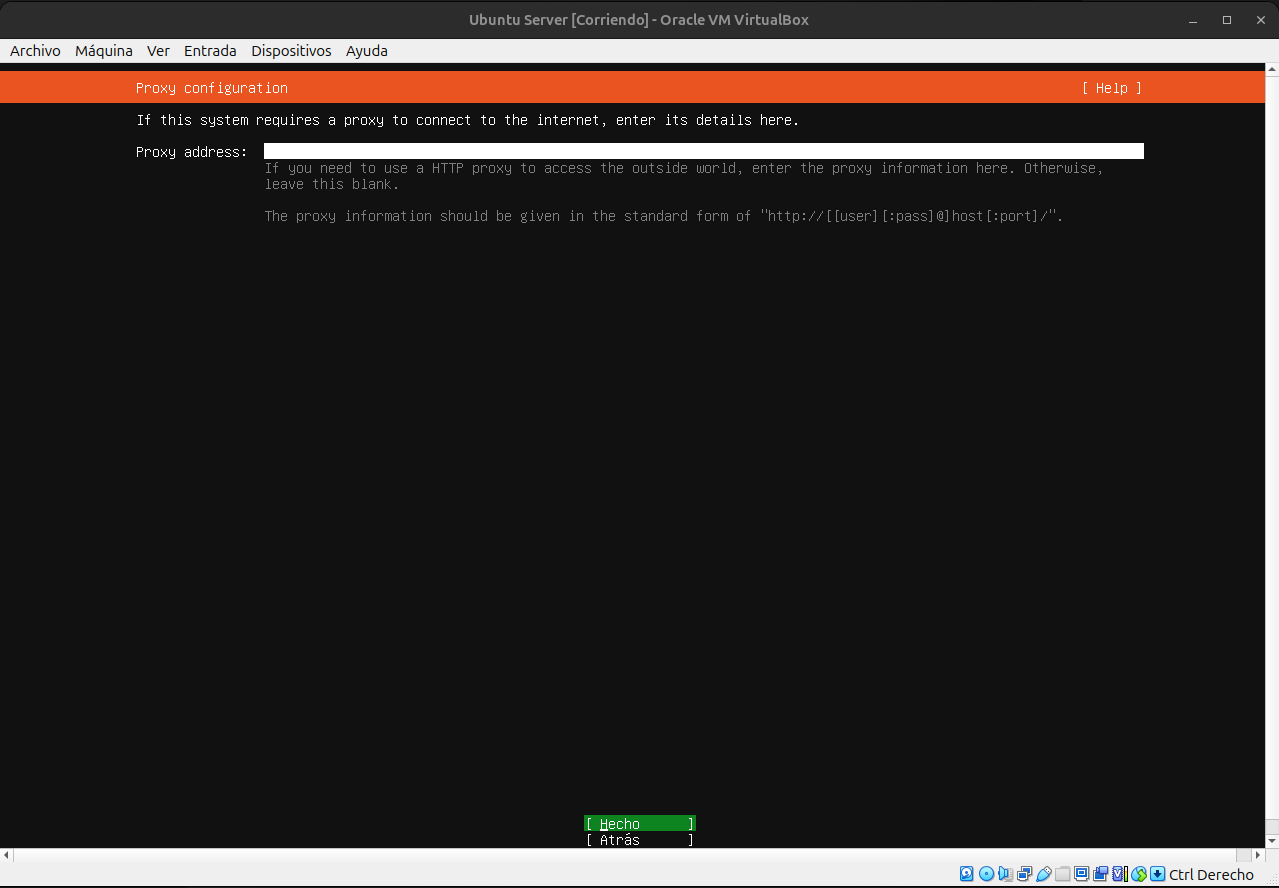 Ubuntu Server [Corriendo] - Oracle VM VirtualBox
Archivo Máquina Ver Entrada Dispositivos Ayuda
Proxy configuration [ Help ]
If this system requires a proxy to connect to the internet, enter its details here.
Proxy address:
If you need to use a HTTP proxy to access the outside world, enter the proxy information here. Otherwise,
leave this blank.
The proxy information should be given in the standard form of "http://[[user][:pass]@]host[:port]/".
[ Hecho ]
[ Atrás ]
Ctrl Derecho